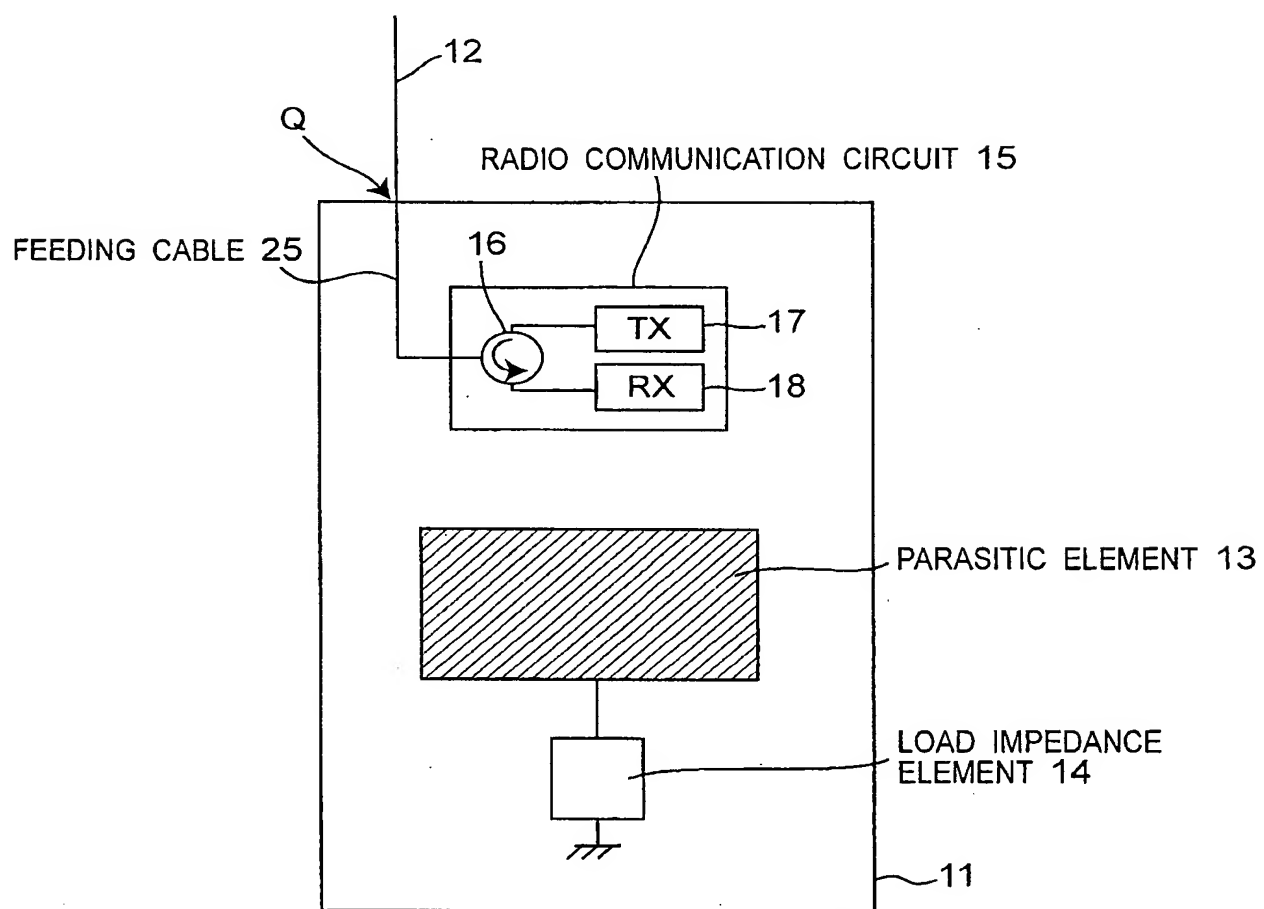 12
Q
RADIO COMMUNICATION CIRCUIT 15
FEEDING CABLE 25
16
TX
17
RX
18
PARASITIC ELEMENT 13
LOAD IMPEDANCE
ELEMENT 14
11